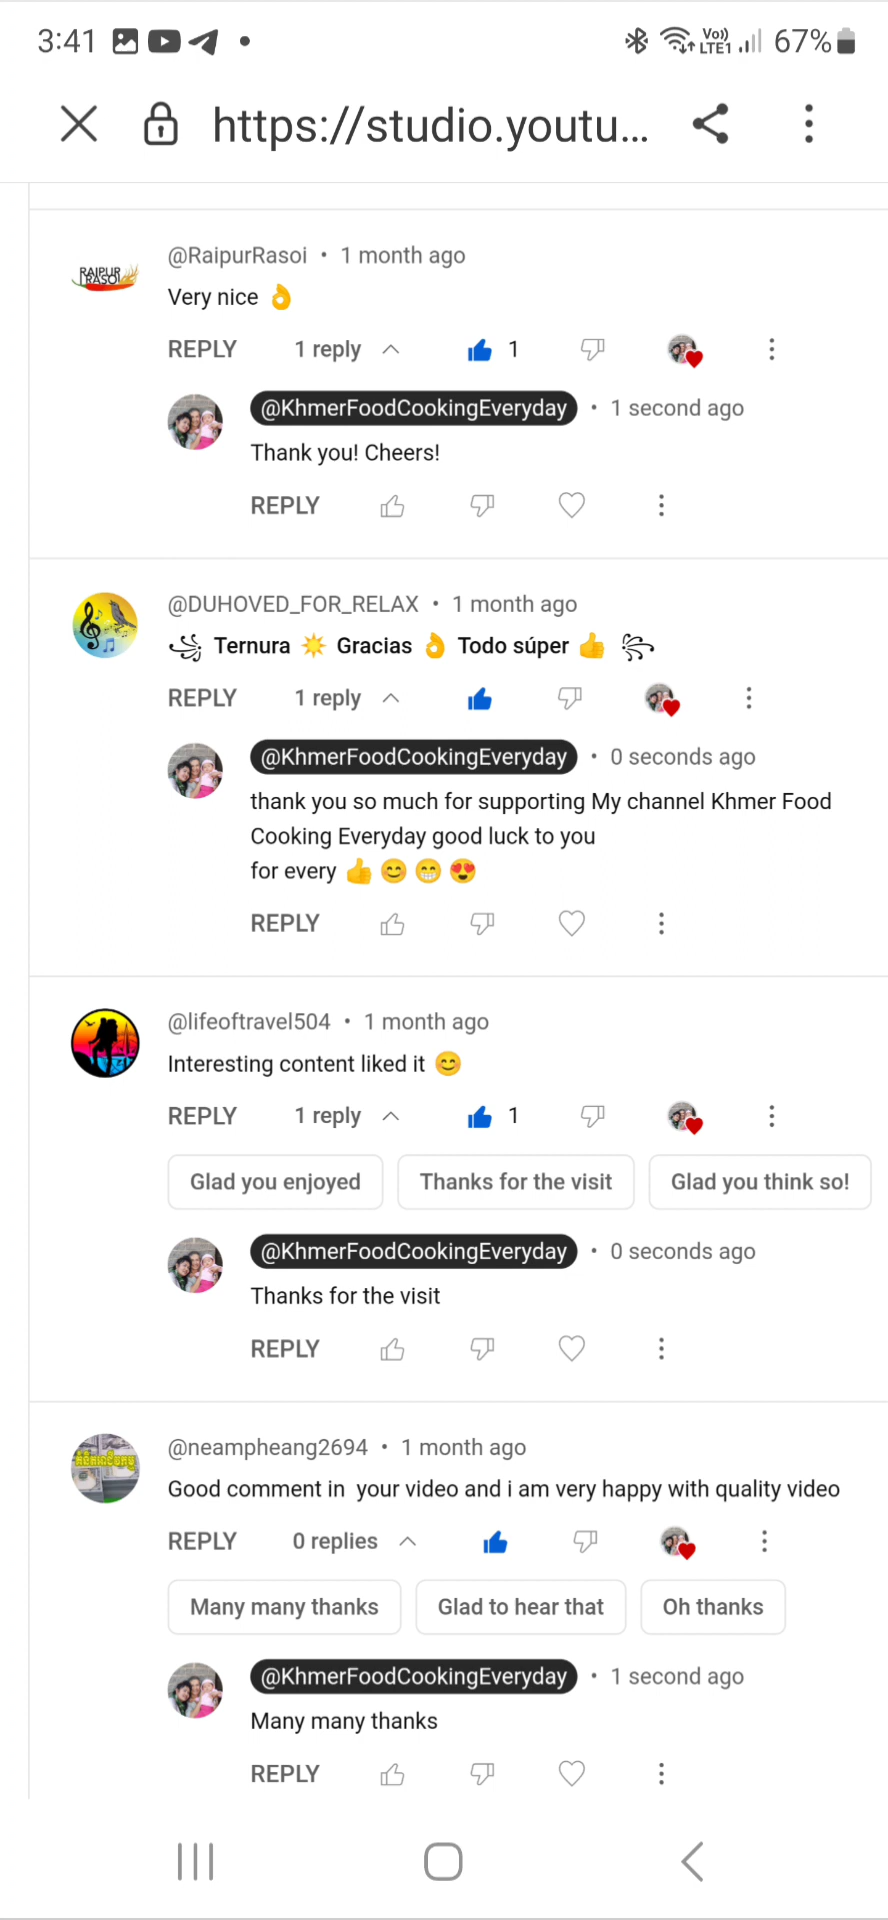 3:41 Vo)) LTE1 67%
https://studio.youtu...
RAIPUR
RASOI
@RaipurRasoi • 1 month ago
Very nice 👌
REPLY 1 reply 1
@KhmerFoodCookingEveryday • 1 second ago
Thank you! Cheers!
REPLY
@DUHOVED_FOR_RELAX • 1 month ago
꧁ Ternura ☀️ Gracias 👌 Todo súper 👍 ꧂
REPLY 1 reply
@KhmerFoodCookingEveryday • 0 seconds ago
thank you so much for supporting My channel Khmer Food
Cooking Everyday good luck to you
for every 👍 😊 😁 😍
REPLY
@lifeoftravel504 • 1 month ago
Interesting content liked it 😊
REPLY 1 reply 1
Glad you enjoyed Thanks for the visit Glad you think so!
@KhmerFoodCookingEveryday • 0 seconds ago
Thanks for the visit
REPLY
@neampheang2694 • 1 month ago
Good comment in  your video and i am very happy with quality video
REPLY 0 replies
Many many thanks Glad to hear that Oh thanks
@KhmerFoodCookingEveryday • 1 second ago
Many many thanks
REPLY